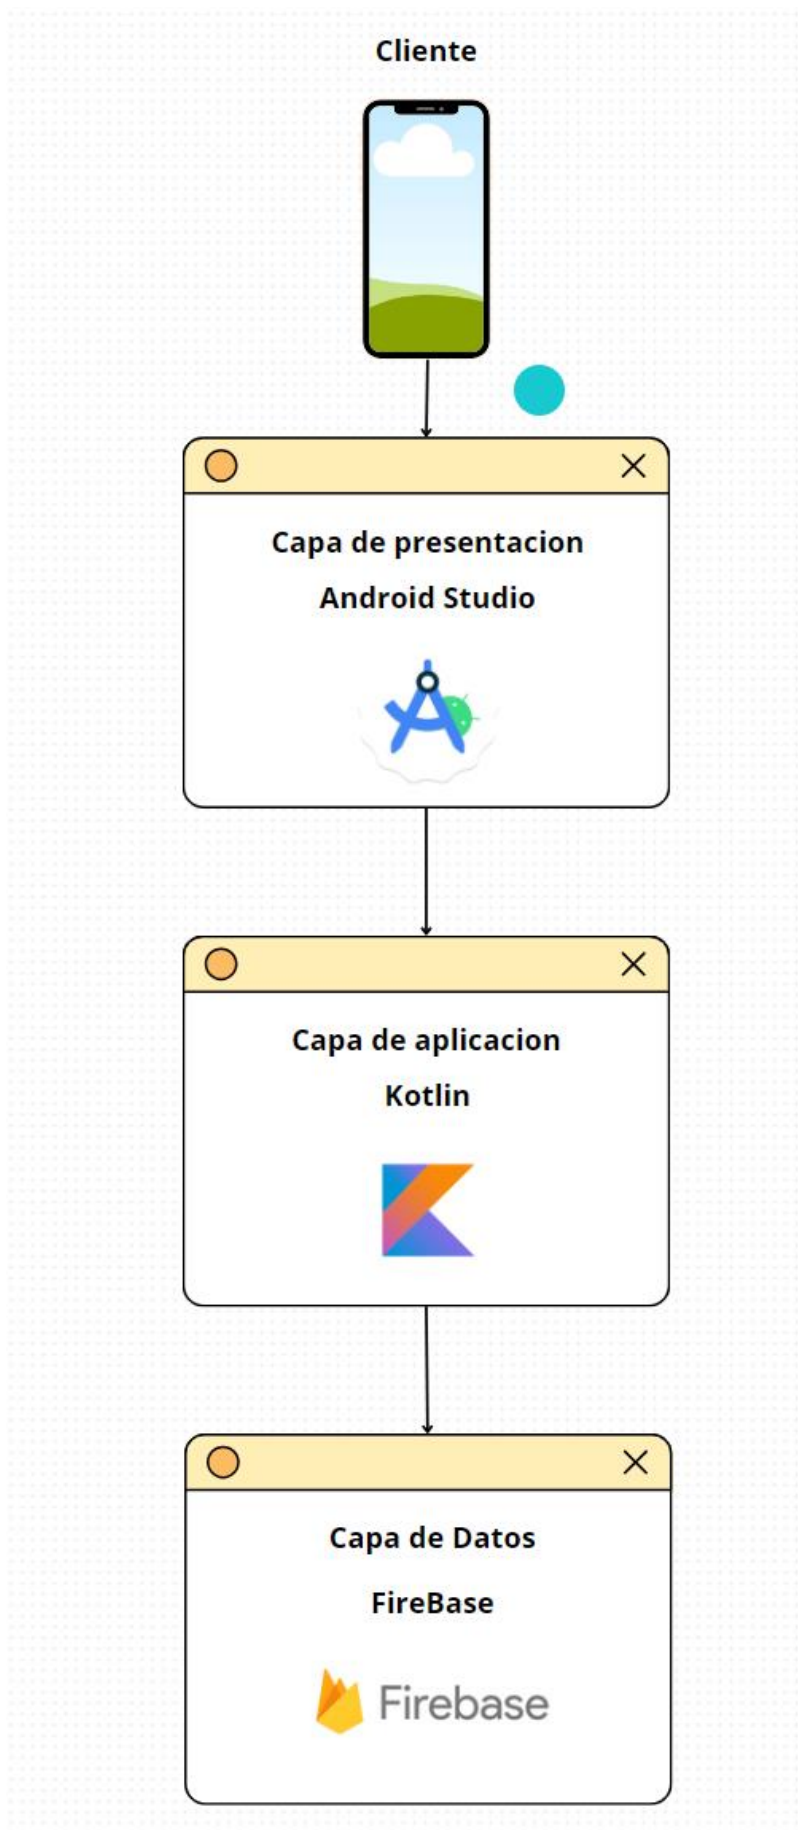 Cliente
Capa de presentacion
Android Studio
Capa de aplicacion
Kotlin
Capa de Datos
FireBase
Firebase